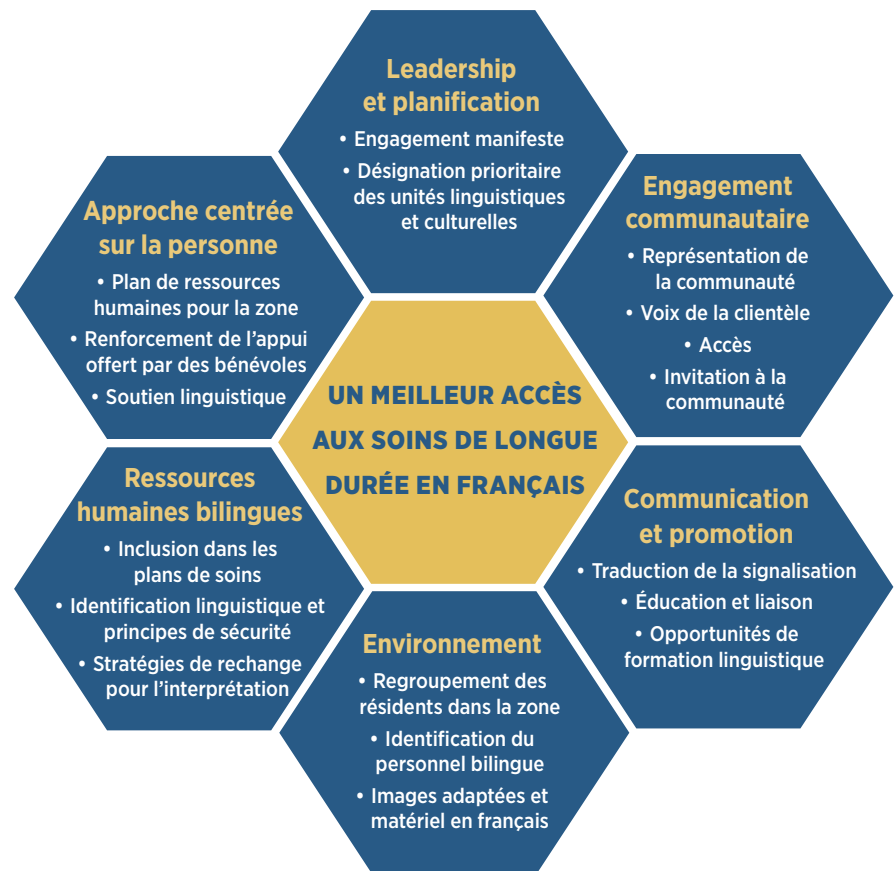 Leadership
et planification
• Engagement manifeste
• Désignation prioritaire
des unités linguistiques
et culturelles
Engagement
communautaire
• Représentation de
la communauté
• Voix de la clientèle
• Accès
• Invitation à la
communauté
Communication
et promotion
• Traduction de la signalisation
• Éducation et liaison
• Opportunités de
formation linguistique
Environnement
• Regroupement des
résidents dans la zone
• Identification du
personnel bilingue
• Images adaptées et
matériel en français
Ressources
humaines bilingues
• Inclusion dans les
plans de soins
• Identification linguistique et
principes de sécurité
• Stratégies de rechange
pour l’interprétation
Approche centrée
sur la personne
• Plan de ressources
humaines pour la zone
• Renforcement de l’appui
offert par des bénévoles
• Soutien linguistique
UN MEILLEUR ACCÈS
AUX SOINS DE LONGUE
DURÉE EN FRANÇAIS